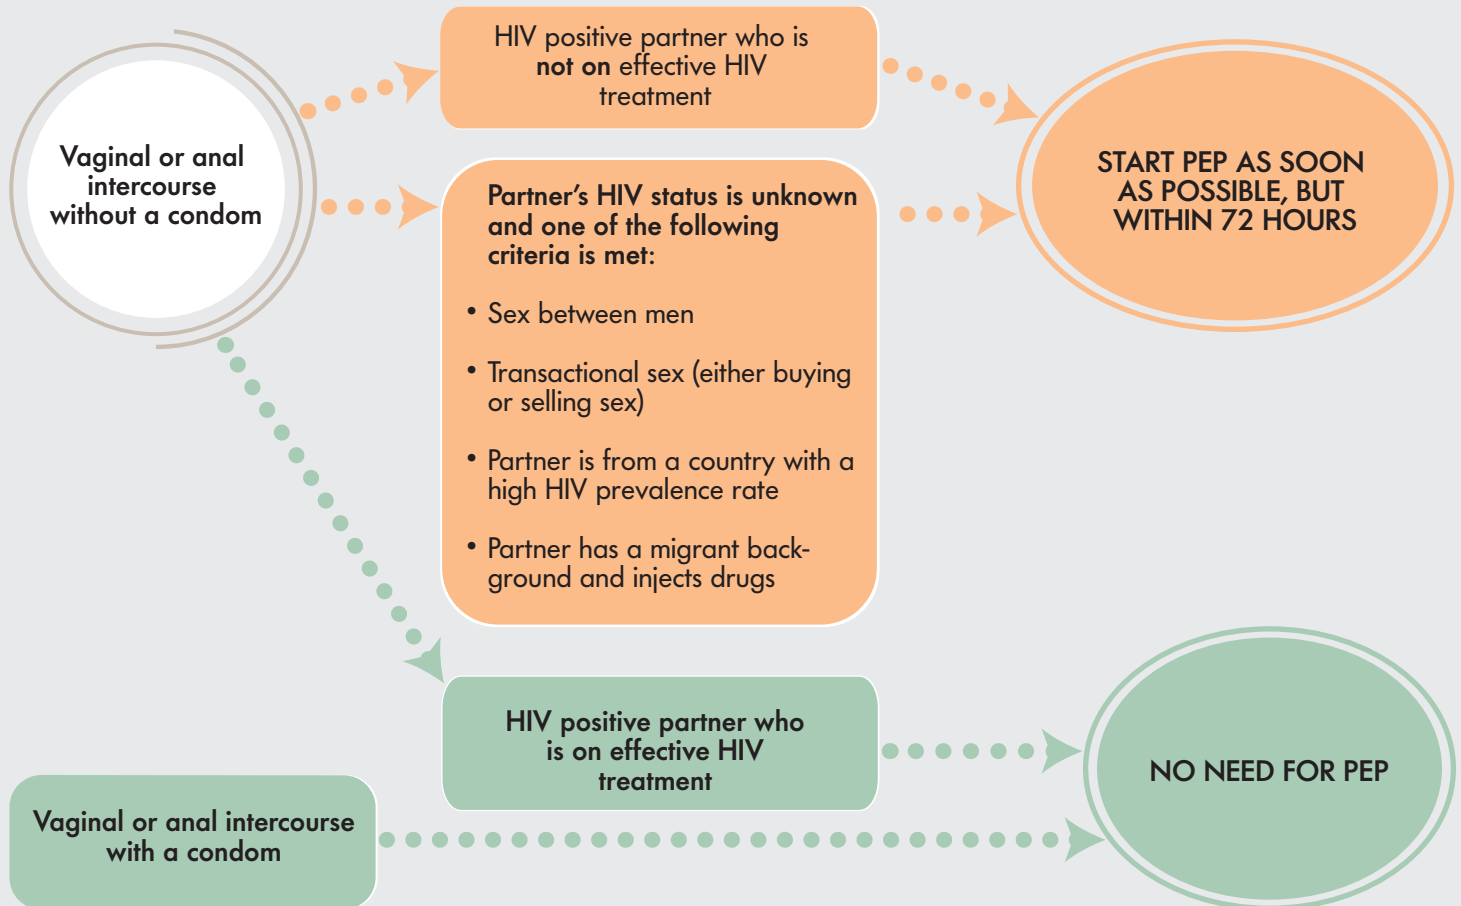 Vaginal or anal
intercourse
without a condom
HIV positive partner who is
not on effective HIV
treatment
Partner's HIV status is unknown
and one of the following
criteria is met:
• Sex between men
• Transactional sex (either buying
or selling sex)
• Partner is from a country with a
high HIV prevalence rate
• Partner has a migrant back-
ground and injects drugs
START PEP AS SOON
AS POSSIBLE, BUT
WITHIN 72 HOURS
HIV positive partner who
is on effective HIV
treatment
Vaginal or anal intercourse
with a condom
NO NEED FOR PEP